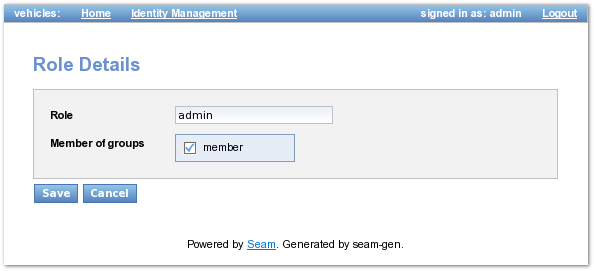 vehicles: Home Identity Management signed in as: admin Logout
Role Details
Role admin
Member of groups member
Save Cancel
Powered by Seam. Generated by seam-gen.